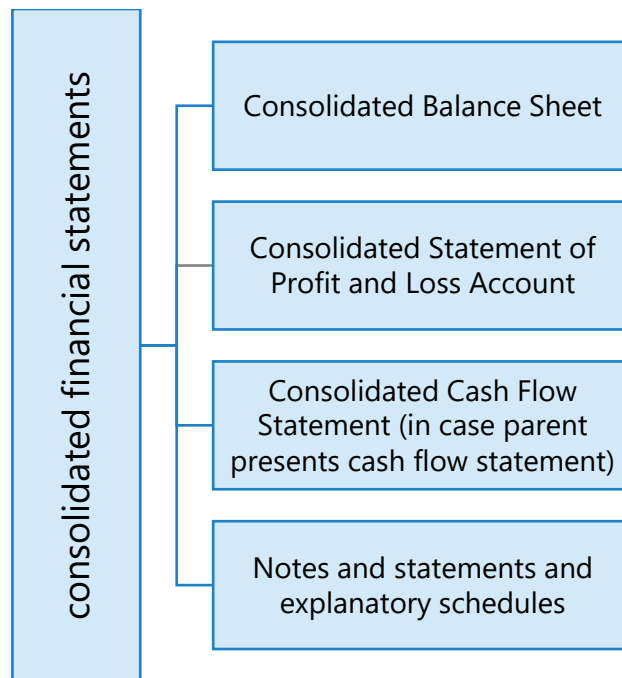 consolidated financial statements
Consolidated Balance Sheet
Consolidated Statement of
Profit and Loss Account
Consolidated Cash Flow
Statement (in case parent
presents cash flow statement)
Notes and statements and
explanatory schedules